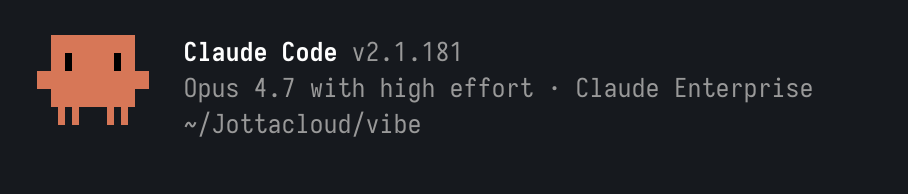 Claude Code v2.1.181
Opus 4.7 with high effort · Claude Enterprise
~/Jottacloud/vibe